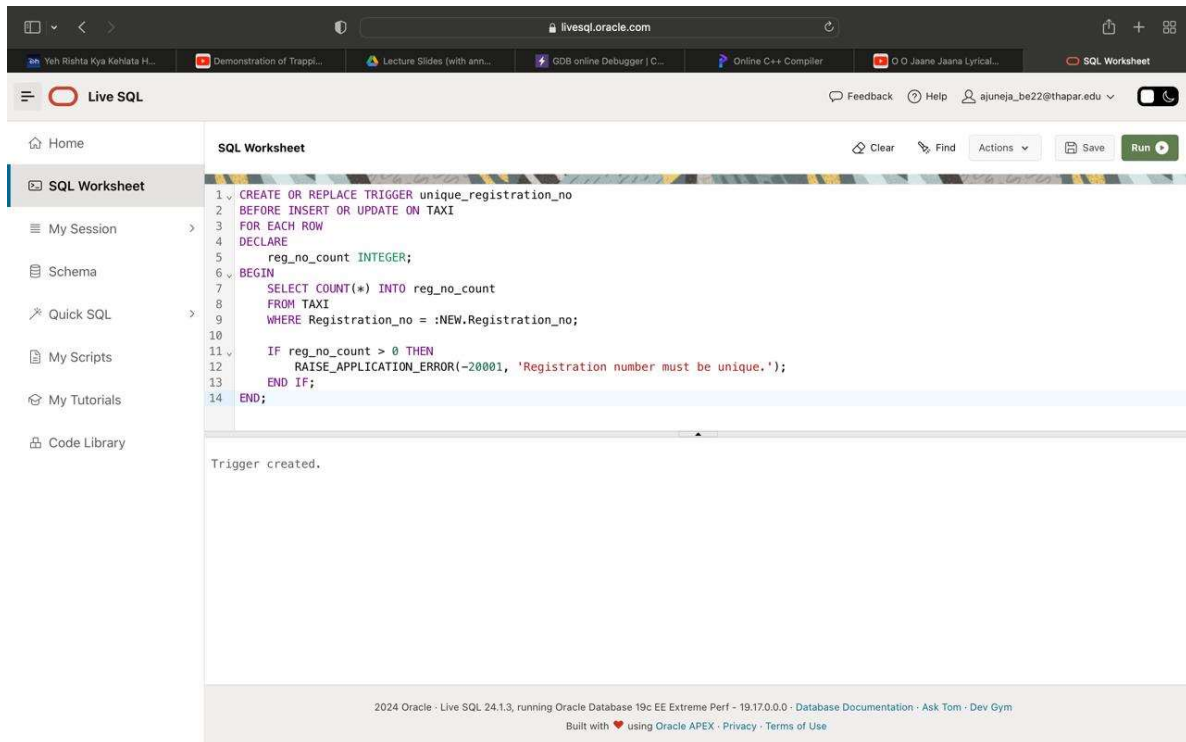 livesql.oracle.com
Yeh Rishta Kya Kehlata H...
Demonstration of Trappi...
Lecture Slides (with ann...
GDB online Debugger | C...
Online C++ Compiler
O O Jaane Jaana Lyrical...
SQL Worksheet
Live SQL
Feedback
Help
ajuneja_be22@thapar.edu
Home
SQL Worksheet
My Session
Schema
Quick SQL
My Scripts
My Tutorials
Code Library
SQL Worksheet
Clear
Find
Actions
Save
Run
1 CREATE OR REPLACE TRIGGER unique_registration_no
2 BEFORE INSERT OR UPDATE ON TAXI
3 FOR EACH ROW
4 DECLARE
5 reg_no_count INTEGER;
6 BEGIN
7 SELECT COUNT(*) INTO reg_no_count
8 FROM TAXI
9 WHERE Registration_no = :NEW.Registration_no;
10
11 IF reg_no_count > 0 THEN
12 RAISE_APPLICATION_ERROR(-20001, 'Registration number must be unique.');
13 END IF;
14 END;
Trigger created.
2024 Oracle · Live SQL 24.1.3, running Oracle Database 19c EE Extreme Perf - 19.17.0.0.0 · Database Documentation · Ask Tom · Dev Gym
Built with ❤ using Oracle APEX · Privacy · Terms of Use